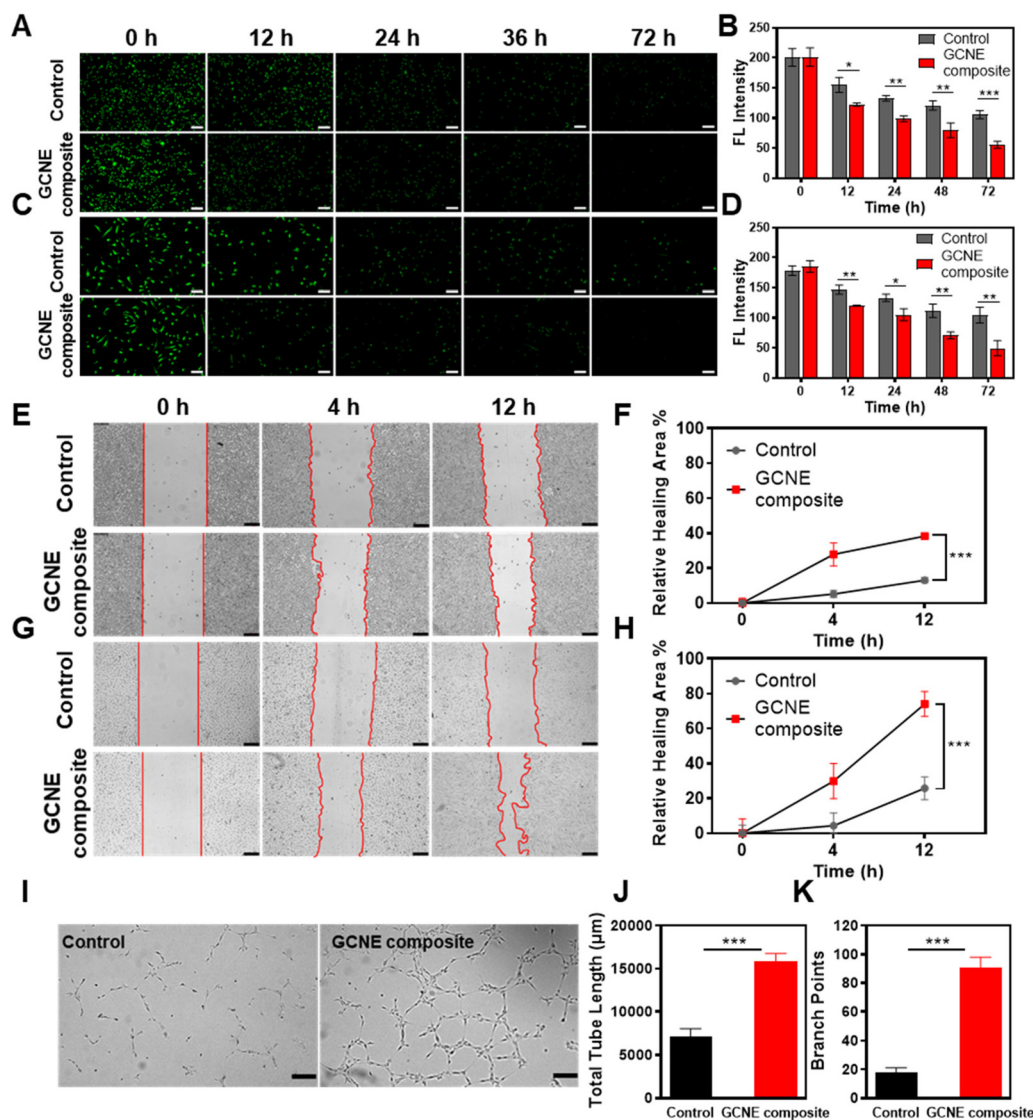 A
0 h 12 h 24 h 36 h 72 h
Control
GCNE
composite
B
FL Intensity
250
200
150
100
50
0
Control
GCNE
composite
* ** ** ***
0 12 24 48 72
Time (h)
C
Control
GCNE
composite
D
FL Intensity
250
200
150
100
50
0
Control
GCNE
composite
** * ** **
0 12 24 48 72
Time (h)
E
0 h 4 h 12 h
Control
GCNE
composite
F
Relative Healing Area %
100
80
60
40
20
0
Control
GCNE
composite
***
0 4 12
Time (h)
G
Control
GCNE
composite
H
Relative Healing Area %
100
80
60
40
20
0
Control
GCNE
composite
***
0 4 12
Time (h)
I
Control GCNE composite
J
Total Tube Length (μm)
20000
15000
10000
5000
0
***
Control GCNE composite
K
Branch Points
120
100
80
60
40
20
0
***
Control GCNE composite